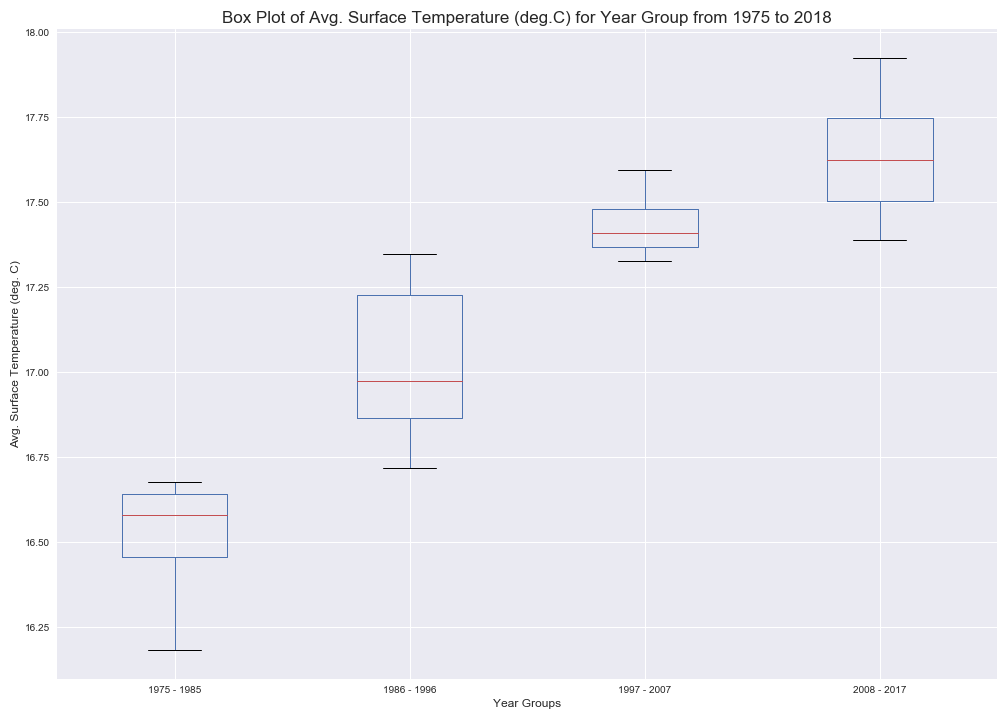 Box Plot of Avg. Surface Temperature (deg.C) for Year Group from 1975 to 2018
18.00
17.75
17.50
17.25
17.00
16.75
16.50
16.25
Avg. Surface Temperature (deg. C)
1975 - 1985
1986 - 1996
1997 - 2007
2008 - 2017
Year Groups